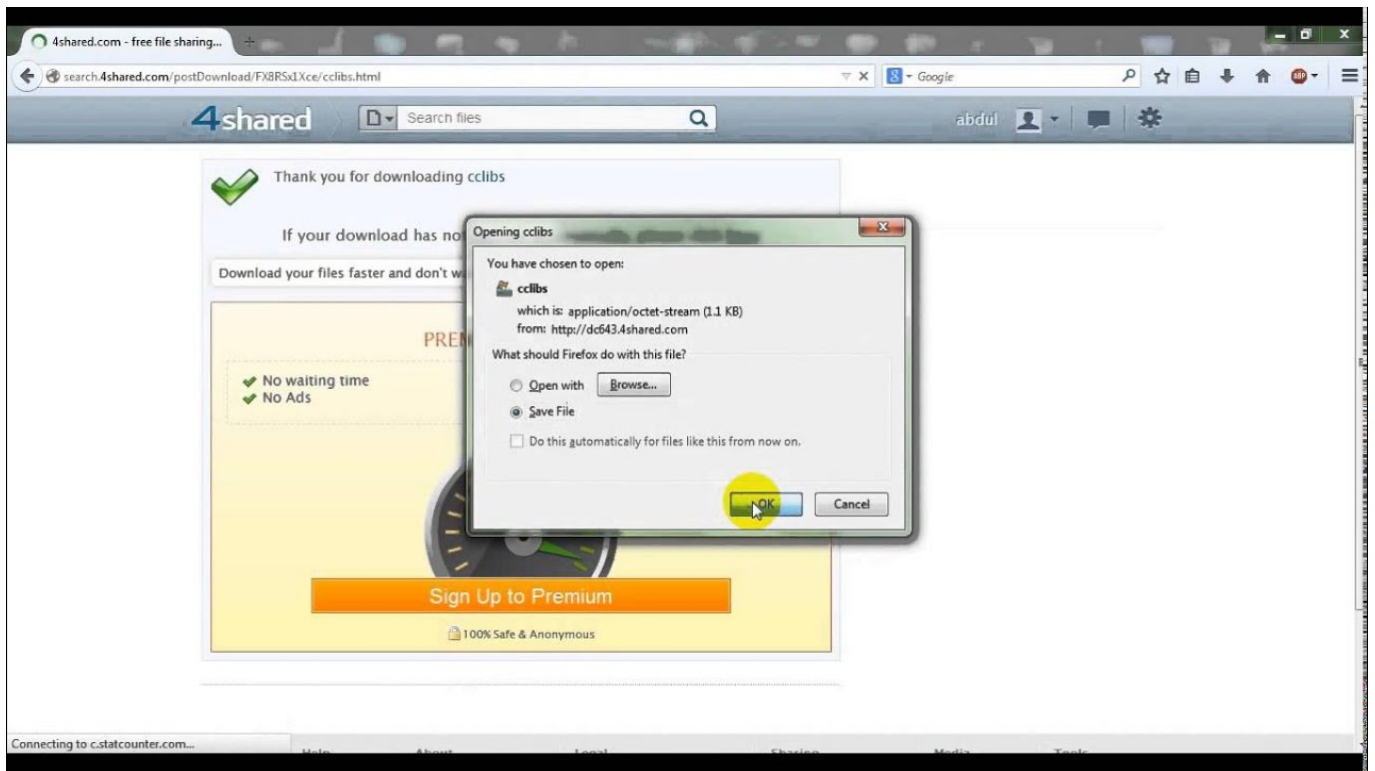 4shared.com - free file sharing...
search.4shared.com/postDownload/FX8RSx1Xce/cclibs.html
Google
4shared
Search files
abdul
Thank you for downloading cclibs
If your download has not
Opening cclibs
You have chosen to open:
cclibs
which is: application/octet-stream (1.1 KB)
from: http://dc643.4shared.com
What should Firefox do with this file?
Open with Browse...
Save File
Do this automatically for files like this from now on.
OK Cancel
Download your files faster and don't
No waiting time
No Ads
Sign Up to Premium
100% Safe & Anonymous
Connecting to c.statcounter.com...
Help About Legal Sharing Media Tools